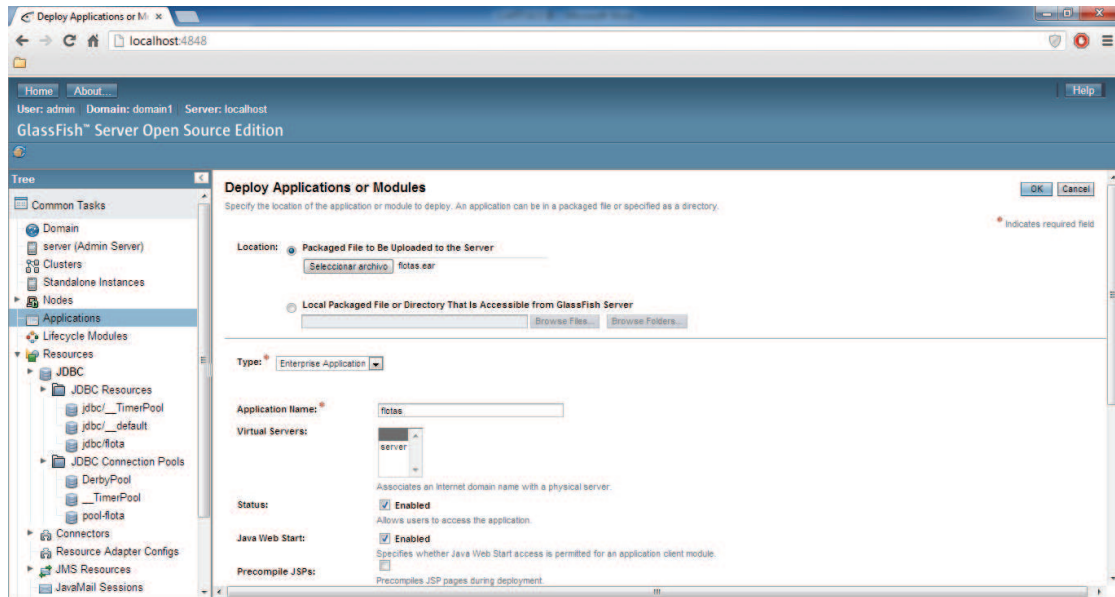 Deploy Applications or M
localhost:4848
Home About...
Help
User: admin Domain: domain1 Server: localhost
GlassFish™ Server Open Source Edition
Tree
Common Tasks
Domain
server (Admin Server)
Clusters
Standalone Instances
Nodes
Applications
Lifecycle Modules
Resources
JDBC
JDBC Resources
jdbc/__TimerPool
jdbc/__default
jdbc/flota
JDBC Connection Pools
DerbyPool
__TimerPool
pool-flota
Connectors
Resource Adapter Configs
JMS Resources
JavaMail Sessions
Deploy Applications or Modules
OK Cancel
Specify the location of the application or module to deploy. An application can be in a packaged file or specified as a directory.
* Indicates required field
Location: Packaged File to Be Uploaded to the Server
Seleccionar archivo flotas.ear
Local Packaged File or Directory That Is Accessible from GlassFish Server
Browse Files... Browse Folders...
Type: * Enterprise Application
Application Name: * flotas
Virtual Servers:
server
Associates an Internet domain name with a physical server.
Status: Enabled
Allows users to access the application.
Java Web Start: Enabled
Specifies whether Java Web Start access is permitted for an application client module.
Precompile JSPs:
Precompiles JSP pages during deployment.